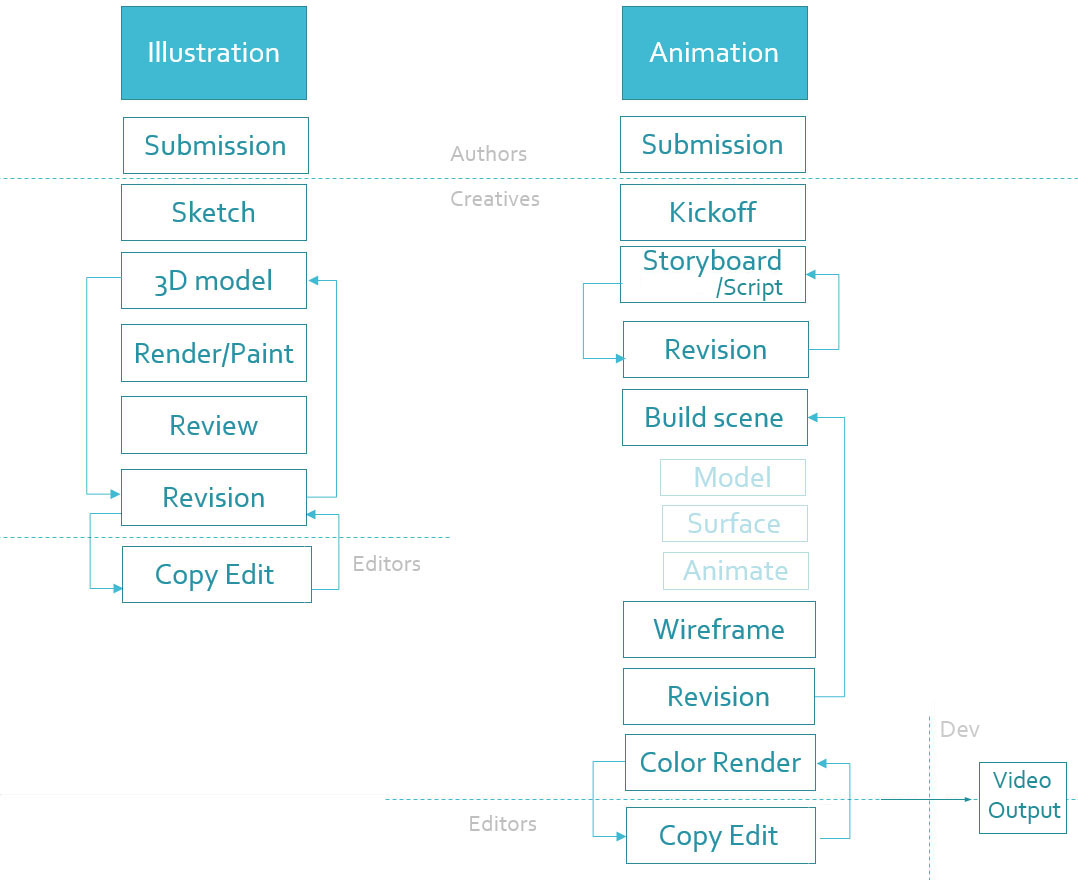 Illustration
Submission
Sketch
3D model
Render/Paint
Review
Revision
Copy Edit
Authors
Creatives
Editors
Animation
Submission
Kickoff
Storyboard
/Script
Revision
Build scene
Model
Surface
Animate
Wireframe
Revision
Color Render
Copy Edit
Editors
Dev
Video
Output